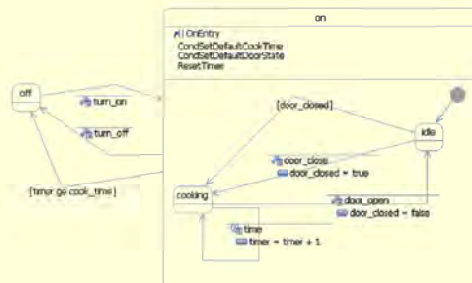 on
OnEntry
CondSetDefaultCookTime
CondSetDefaultDoorState
ResetTimer
off
turn_on
[door_closed]
idle
turn_off
door_close
door_closed = true
[timer ge cook_time]
cooking
door_open
door_closed = false
time
timer = timer + 1